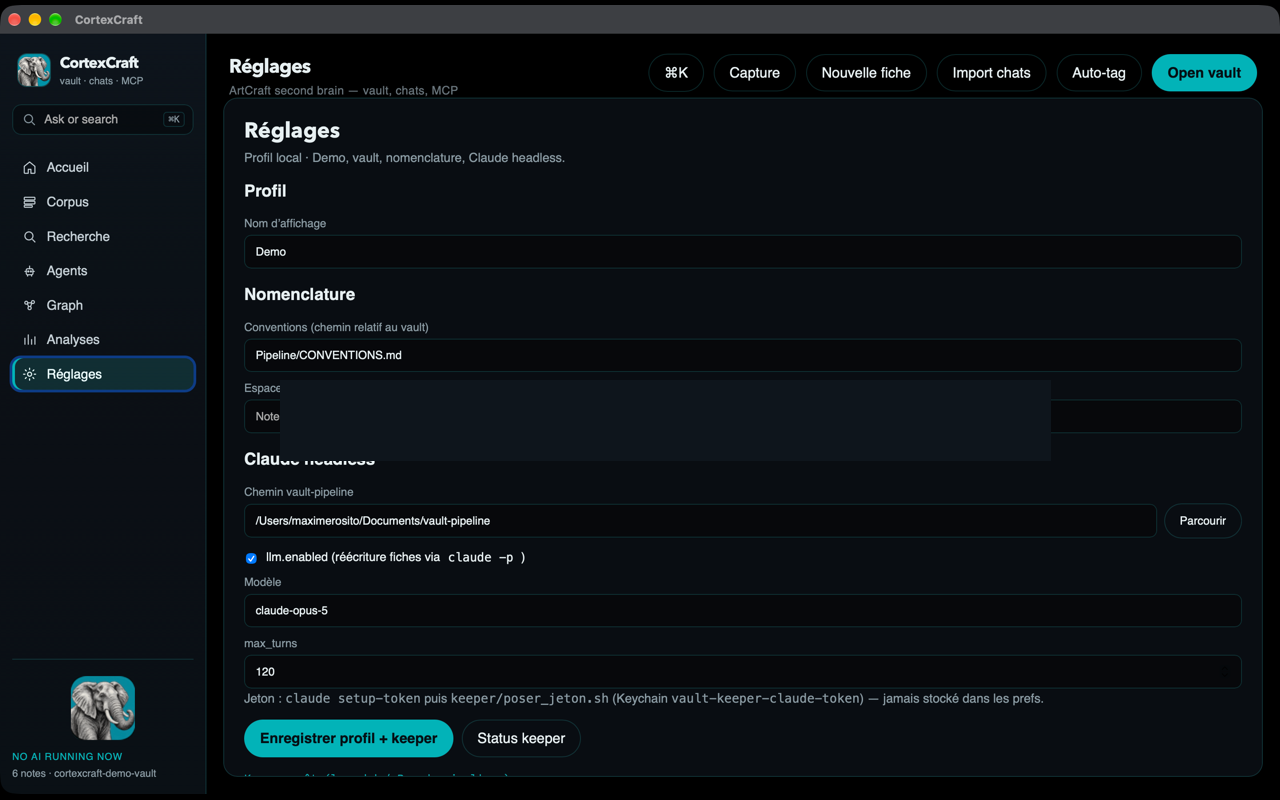 CortexCraft
CortexCraft
vault · chats · MCP
Ask or search ⌘K
Accueil
Corpus
Recherche
Agents
Graph
Analyses
Réglages
NO AI RUNNING NOW
6 notes · cortexcraft-demo-vault
Réglages
ArtCraft second brain — vault, chats, MCP
⌘K Capture Nouvelle fiche Import chats Auto-tag Open vault
Réglages
Profil local · Demo, vault, nomenclature, Claude headless.
Profil
Nom d'affichage
Demo
Nomenclature
Conventions (chemin relatif au vault)
Pipeline/CONVENTIONS.md
Espace
Note
Claude headless
Chemin vault-pipeline
/Users/maximerosito/Documents/vault-pipeline Parcourir
llm.enabled (réécriture fiches via claude -p )
Modèle
claude-opus-5
max_turns
120
Jeton : claude setup-token puis keeper/poser_jeton.sh (Keychain vault-keeper-claude-token) — jamais stocké dans les prefs.
Enregistrer profil + keeper Status keeper